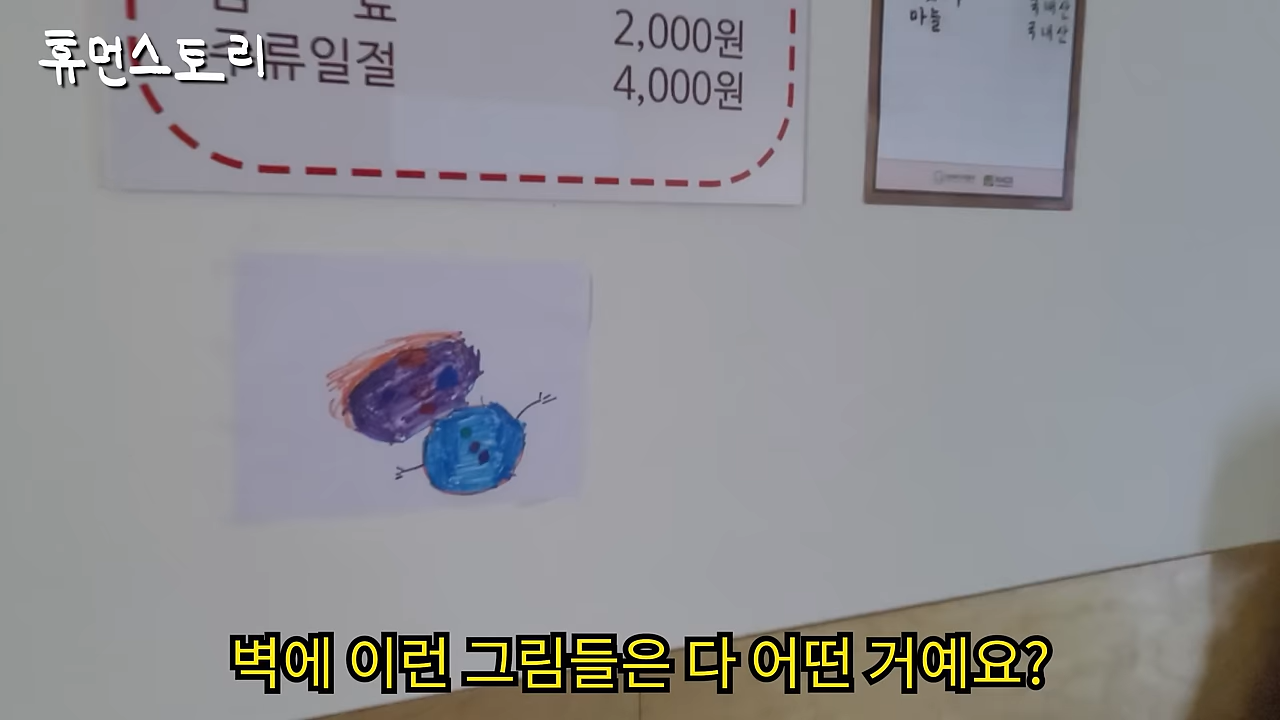 휴먼스토리
2,000원
주류일절
4,000원
마늘
국내산
국내산
벽에 이런 그림들은 다 어떤 거예요?